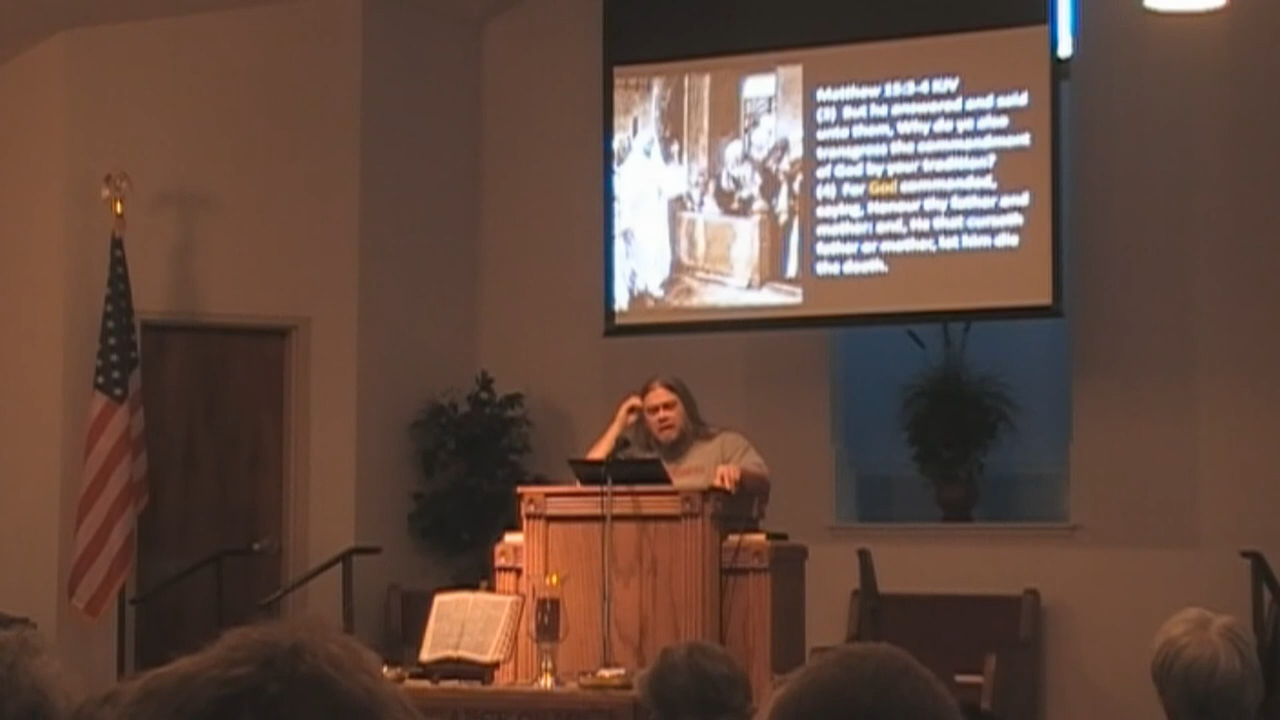 Matthew 15:3-4 KJV
(3) But he answered and said
unto them, Why do ye also
transgress the commandment
of God by your tradition?
(4) For God commanded,
saying, Honour thy father and
mother: and, He that curseth
father or mother, let him die
the death.